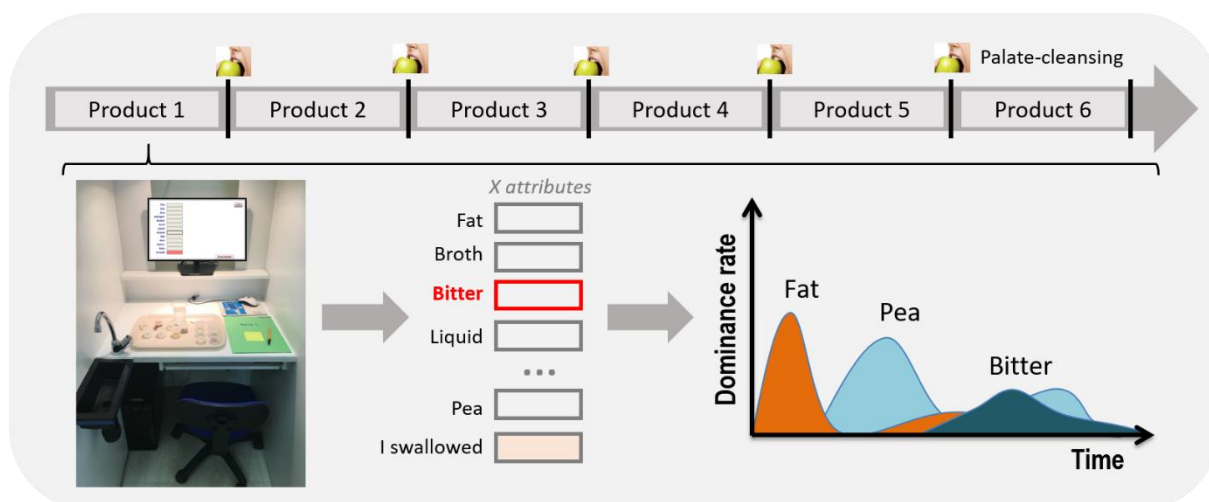 Palate-cleansing
Product 1
Product 2
Product 3
Product 4
Product 5
Product 6
X attributes
Fat
Broth
Bitter
Liquid
...
Pea
I swallowed
Dominance rate
Fat
Pea
Bitter
Time